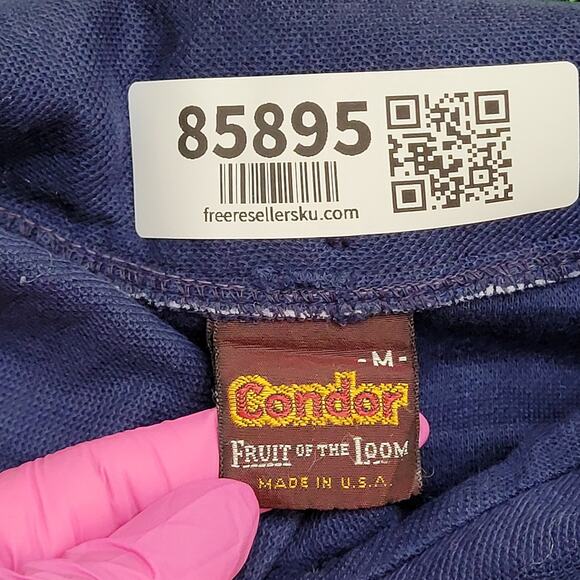 85895
freeresellersku.com
- M -
Condor
FRUIT OF THE LOOM
MADE IN U.S.A.